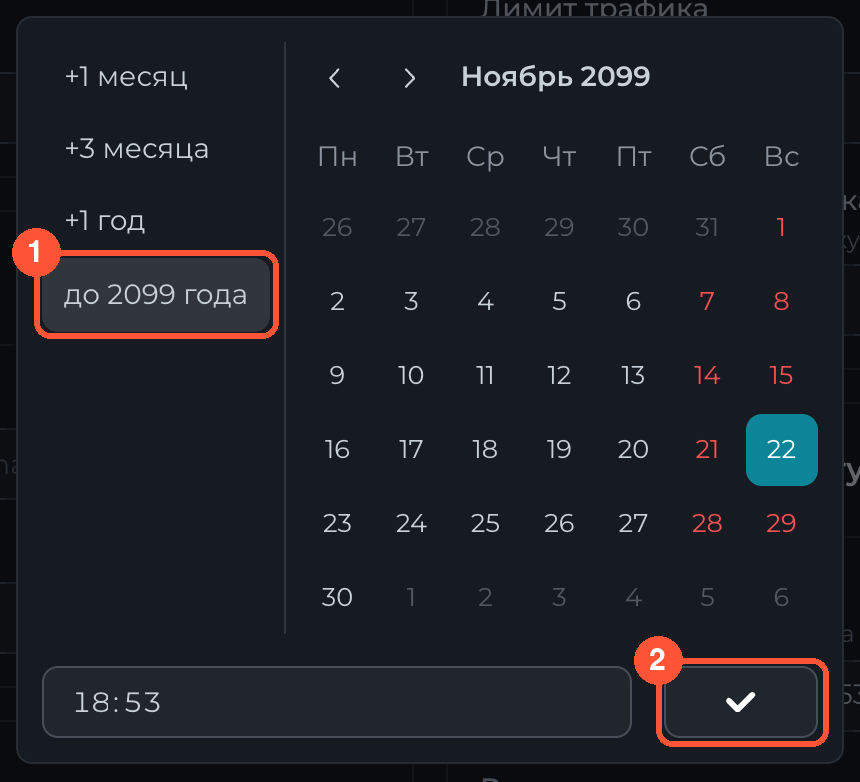 Лимит трафика
+1 месяц
+3 месяца
+1 год
1
до 2099 года
Ноябрь 2099
Пн Вт Ср Чт Пт Сб Вс
26 27 28 29 30 31 1
2 3 4 5 6 7 8
9 10 11 12 13 14 15
16 17 18 19 20 21 22
23 24 25 26 27 28 29
30 1 2 3 4 5 6
18:53
2